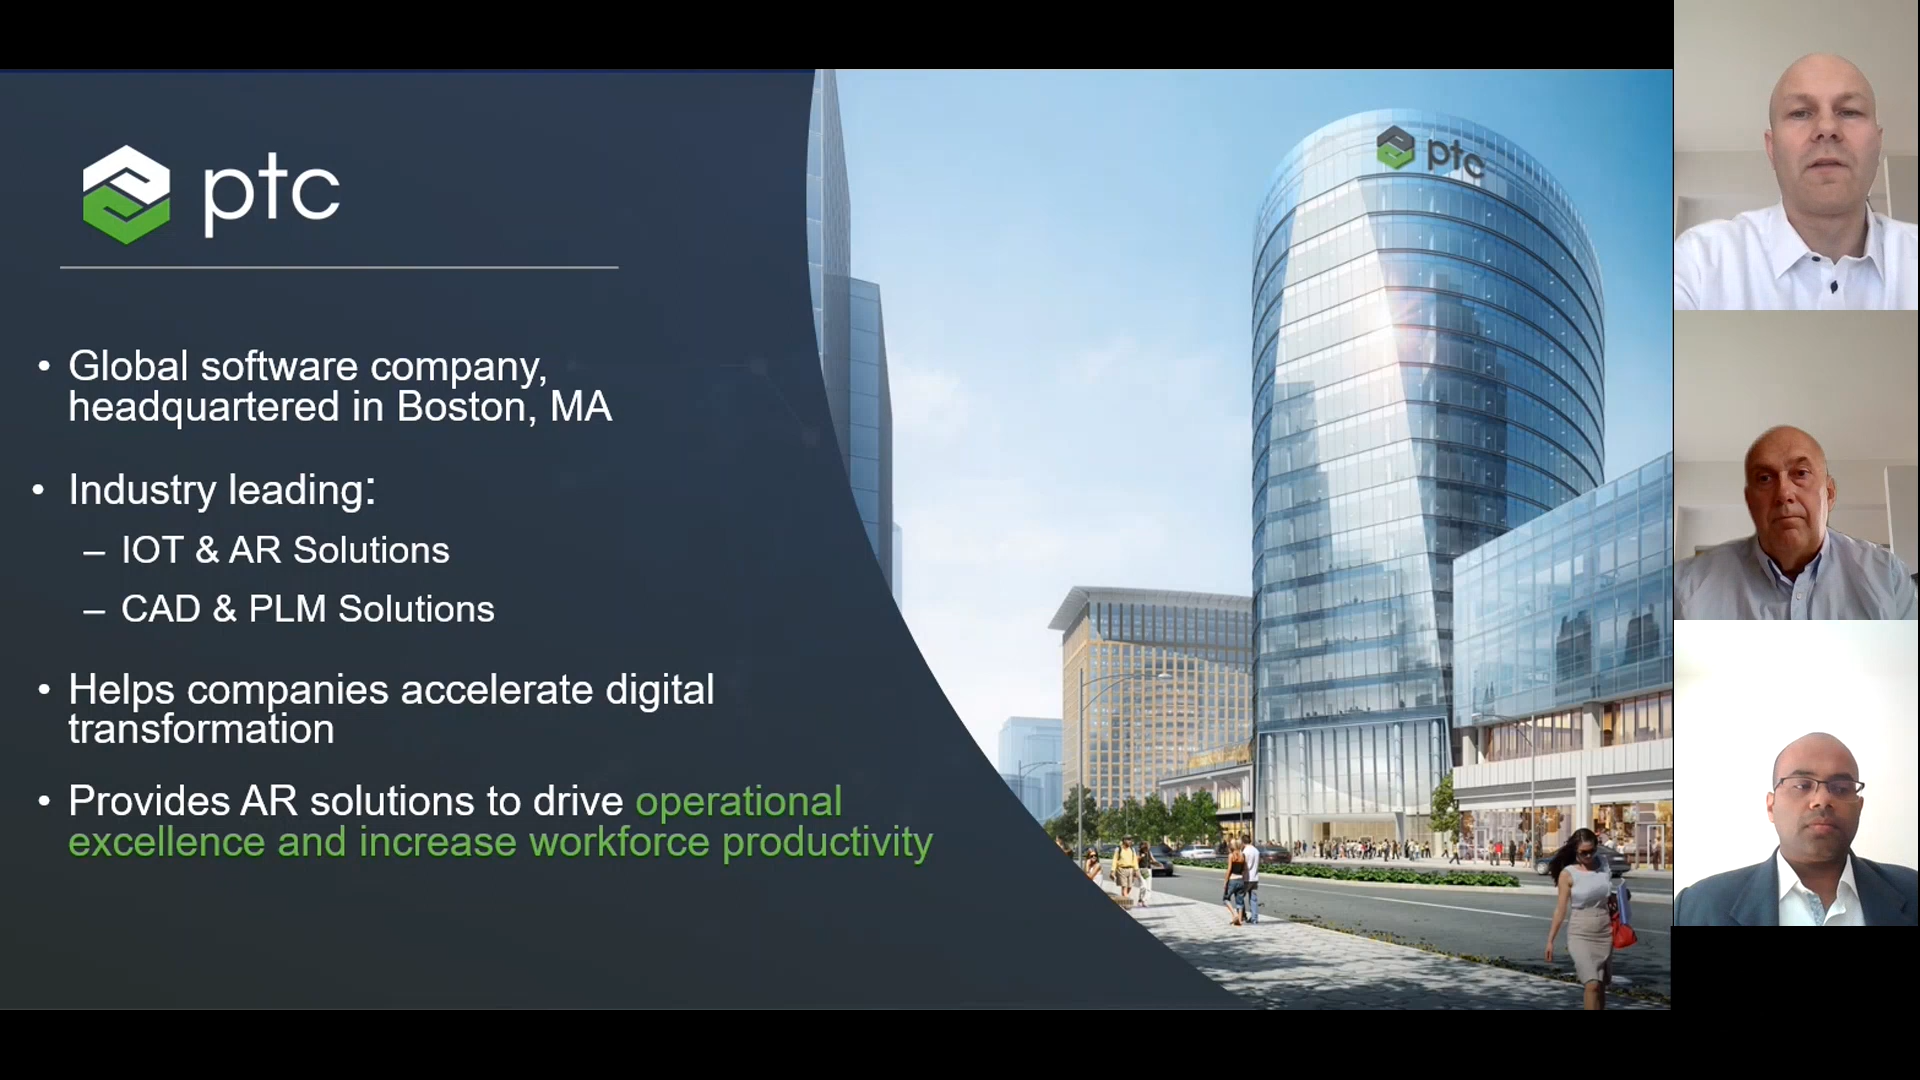 ptc
Global software company,
headquartered in Boston, MA
Industry leading:
– IOT & AR Solutions
– CAD & PLM Solutions
Helps companies accelerate digital
transformation
Provides AR solutions to drive operational
excellence and increase workforce productivity
ptc